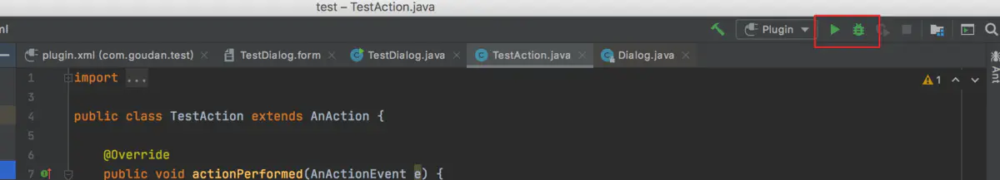 test – TestAction.java
ml
Plugin
plugin.xml (com.goudan.test) TestDialog.form TestDialog.java TestAction.java Dialog.java
1 import ... 1
3
4 public class TestAction extends AnAction {
5
6 @Override
7 public void actionPerformed(AnActionEvent e) {
Ant